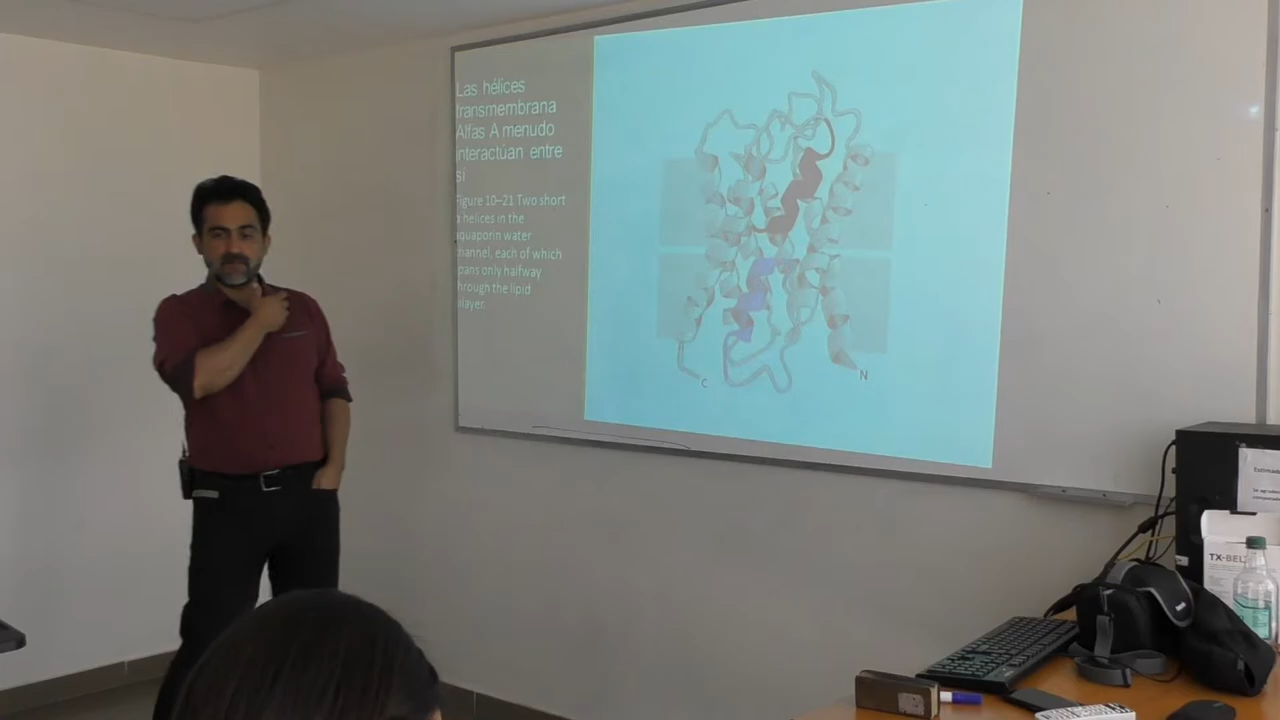 Las hélices
transmembrana
Alfas A menudo
interactúan entre
sí
Figure 10–21 Two short
α helices in the
aquaporin water
channel, each of which
spans only halfway
through the lipid
bilayer.
C
N
Estimad
TX-BEL